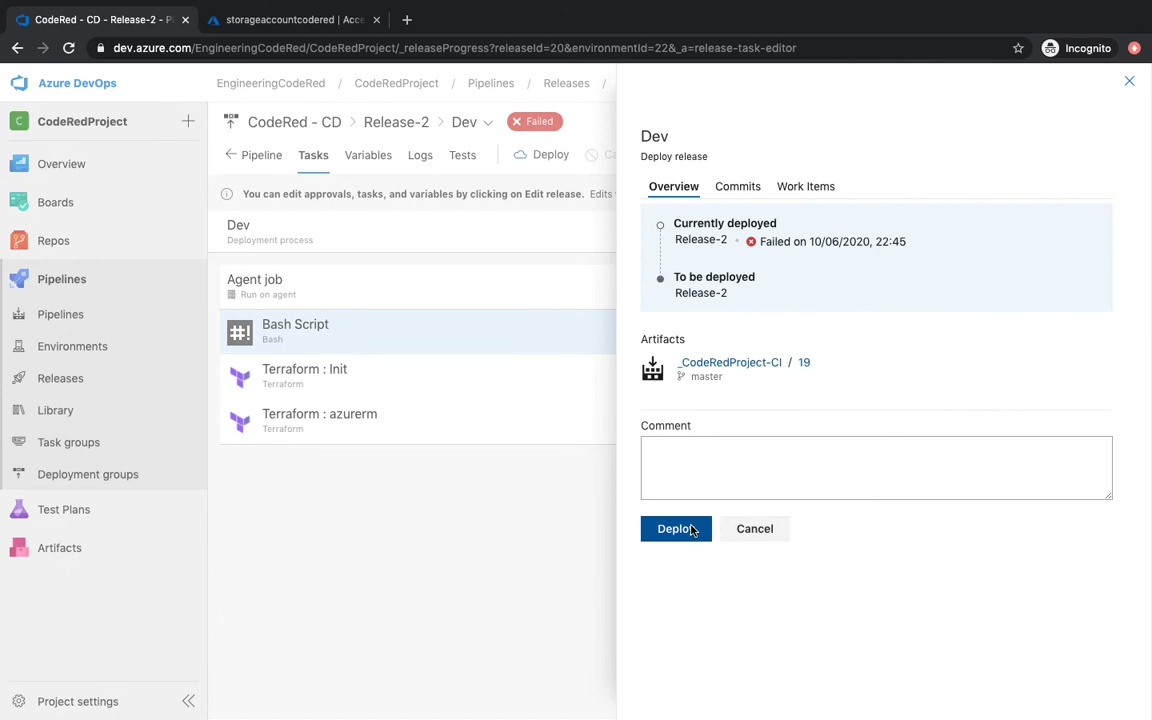 CodeRed - CD - Release-2 - P
storageaccountcodered | Acce
dev.azure.com/EngineeringCodeRed/CodeRedProject/_releaseProgress?releaseId=20&environmentId=22&_a=release-task-editor
Incognito
Azure DevOps
EngineeringCodeRed / CodeRedProject / Pipelines / Releases /
C CodeRedProject
CodeRed - CD > Release-2 > Dev Failed
Pipeline Tasks Variables Logs Tests Deploy
You can edit approvals, tasks, and variables by clicking on Edit release. Edits
Overview
Boards
Repos
Pipelines
Pipelines
Environments
Releases
Library
Task groups
Deployment groups
Test Plans
Artifacts
Project settings
Dev
Deployment process
Agent job
Run on agent
#! Bash Script
Bash
Terraform : Init
Terraform
Terraform : azurerm
Terraform
Dev
Deploy release
Overview Commits Work Items
Currently deployed
Release-2 • Failed on 10/06/2020, 22:45
To be deployed
Release-2
Artifacts
_CodeRedProject-CI / 19
master
Comment
Deploy Cancel